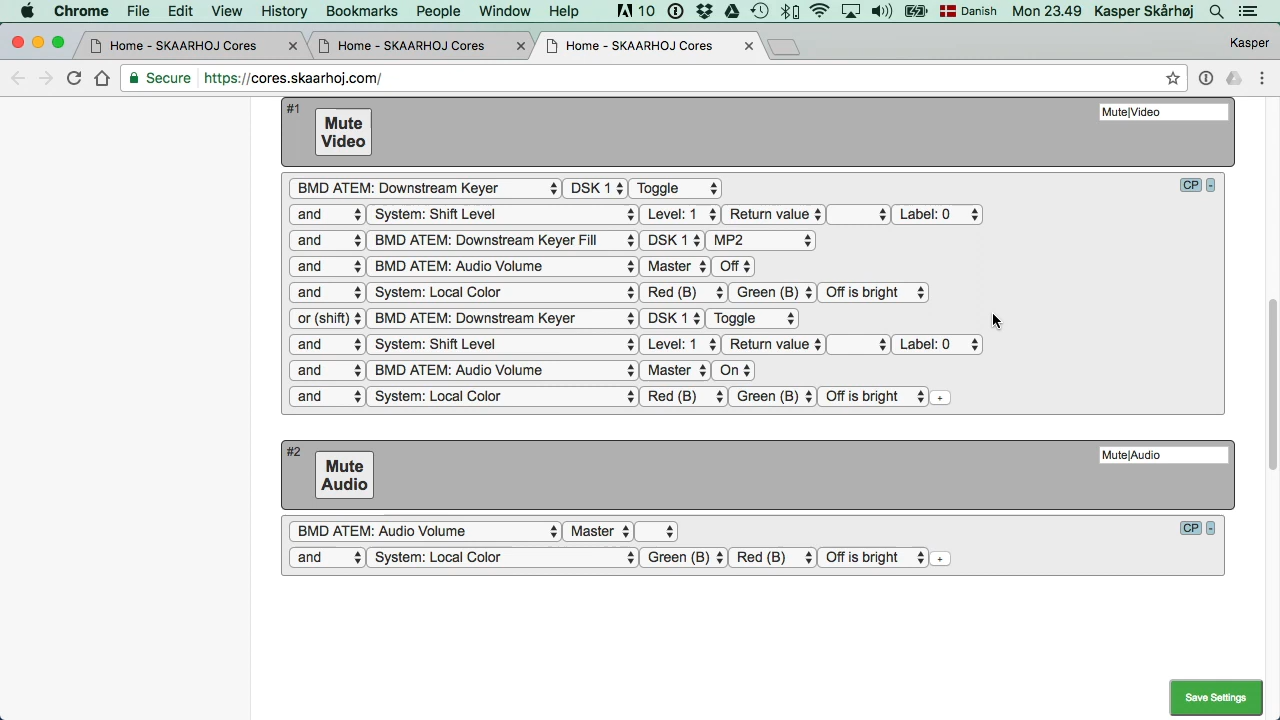 Chrome File Edit View History Bookmarks People Window Help 10 Danish Mon 23.49 Kasper Skårhøj
Home - SKAARHOJ Cores Home - SKAARHOJ Cores Home - SKAARHOJ Cores Kasper
Secure https://cores.skaarhoj.com/
#1 Mute Video Mute|Video
BMD ATEM: Downstream Keyer DSK 1 Toggle CP -
and System: Shift Level Level: 1 Return value Label: 0
and BMD ATEM: Downstream Keyer Fill DSK 1 MP2
and BMD ATEM: Audio Volume Master Off
and System: Local Color Red (B) Green (B) Off is bright
or (shift) BMD ATEM: Downstream Keyer DSK 1 Toggle
and System: Shift Level Level: 1 Return value Label: 0
and BMD ATEM: Audio Volume Master On
and System: Local Color Red (B) Green (B) Off is bright +
#2 Mute Audio Mute|Audio
BMD ATEM: Audio Volume Master CP -
and System: Local Color Green (B) Red (B) Off is bright +
Save Settings